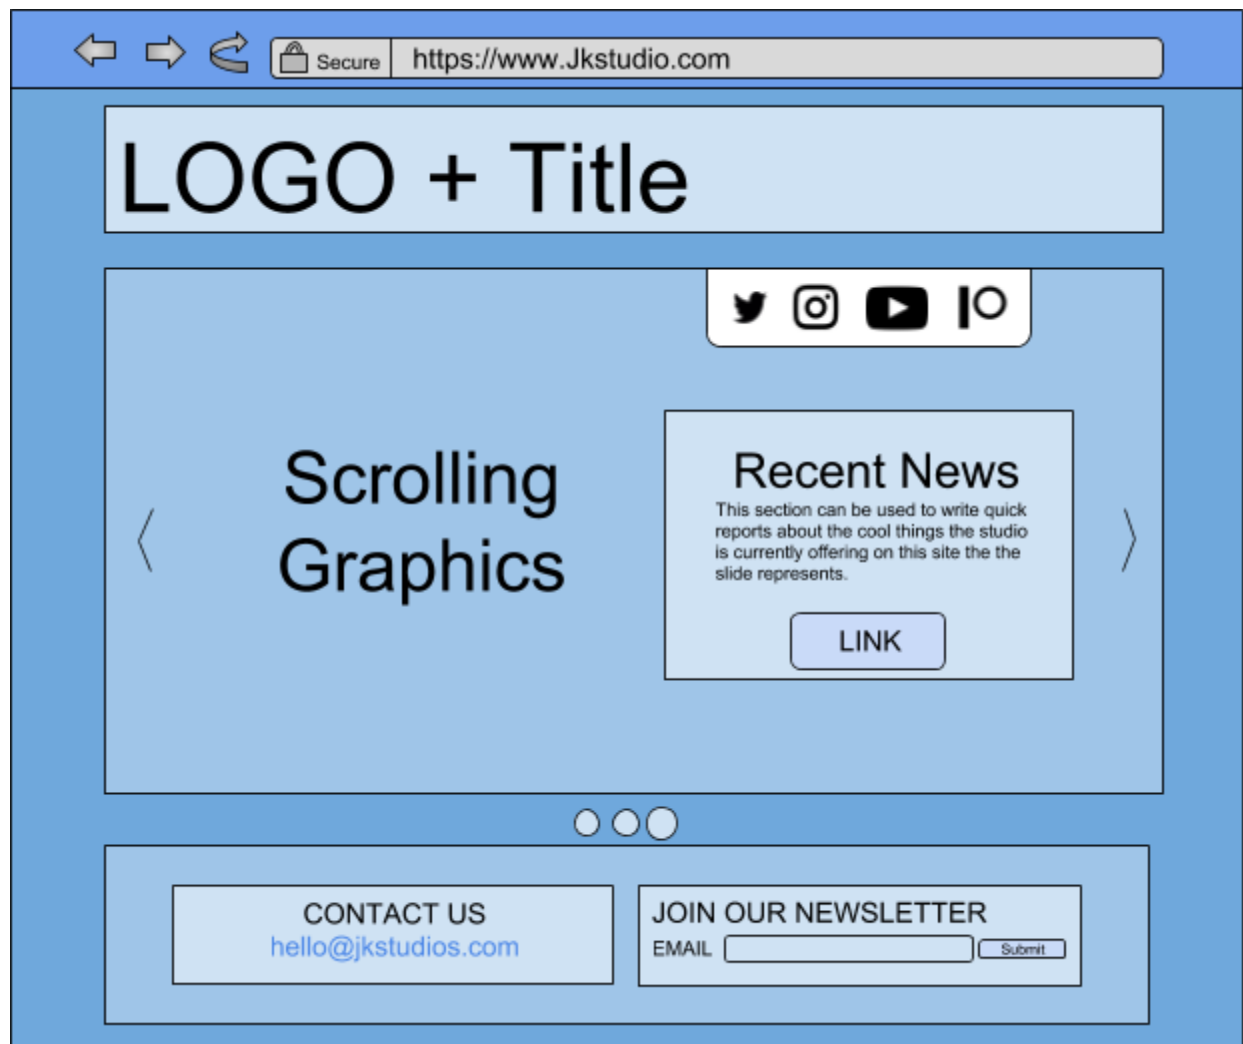 Secure
https://www.Jkstudio.com
LOGO + Title
Scrolling
Graphics
Recent News
This section can be used to write quick
reports about the cool things the studio
is currently offering on this site the the
slide represents.
LINK
CONTACT US
hello@jkstudios.com
JOIN OUR NEWSLETTER
EMAIL
Submit